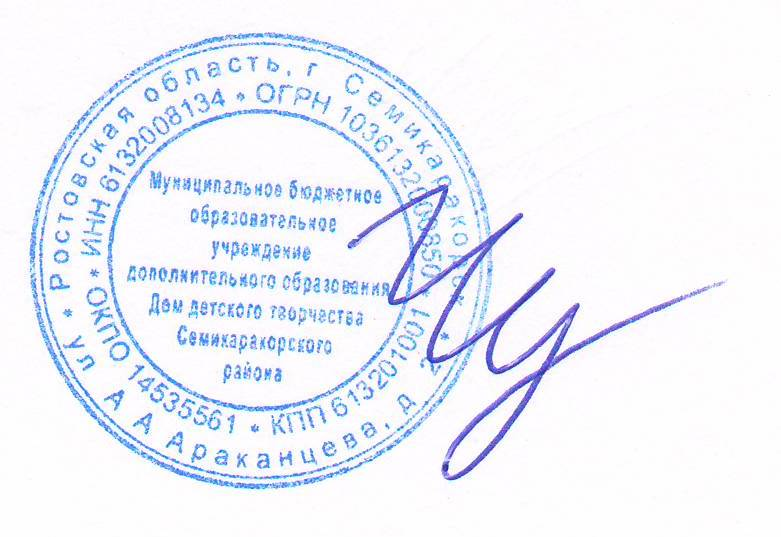 * Ростовская область, г Семикаракорск *
ул А А Араканцева, д 2
* ИНН 6132008134 * ОГРН 1036132000850 *
КПП 613201001 * ОКПО 14535561
Муниципальное бюджетное
образовательное
учреждение
дополнительного образования
Дом детского творчества
Семикаракорского
района